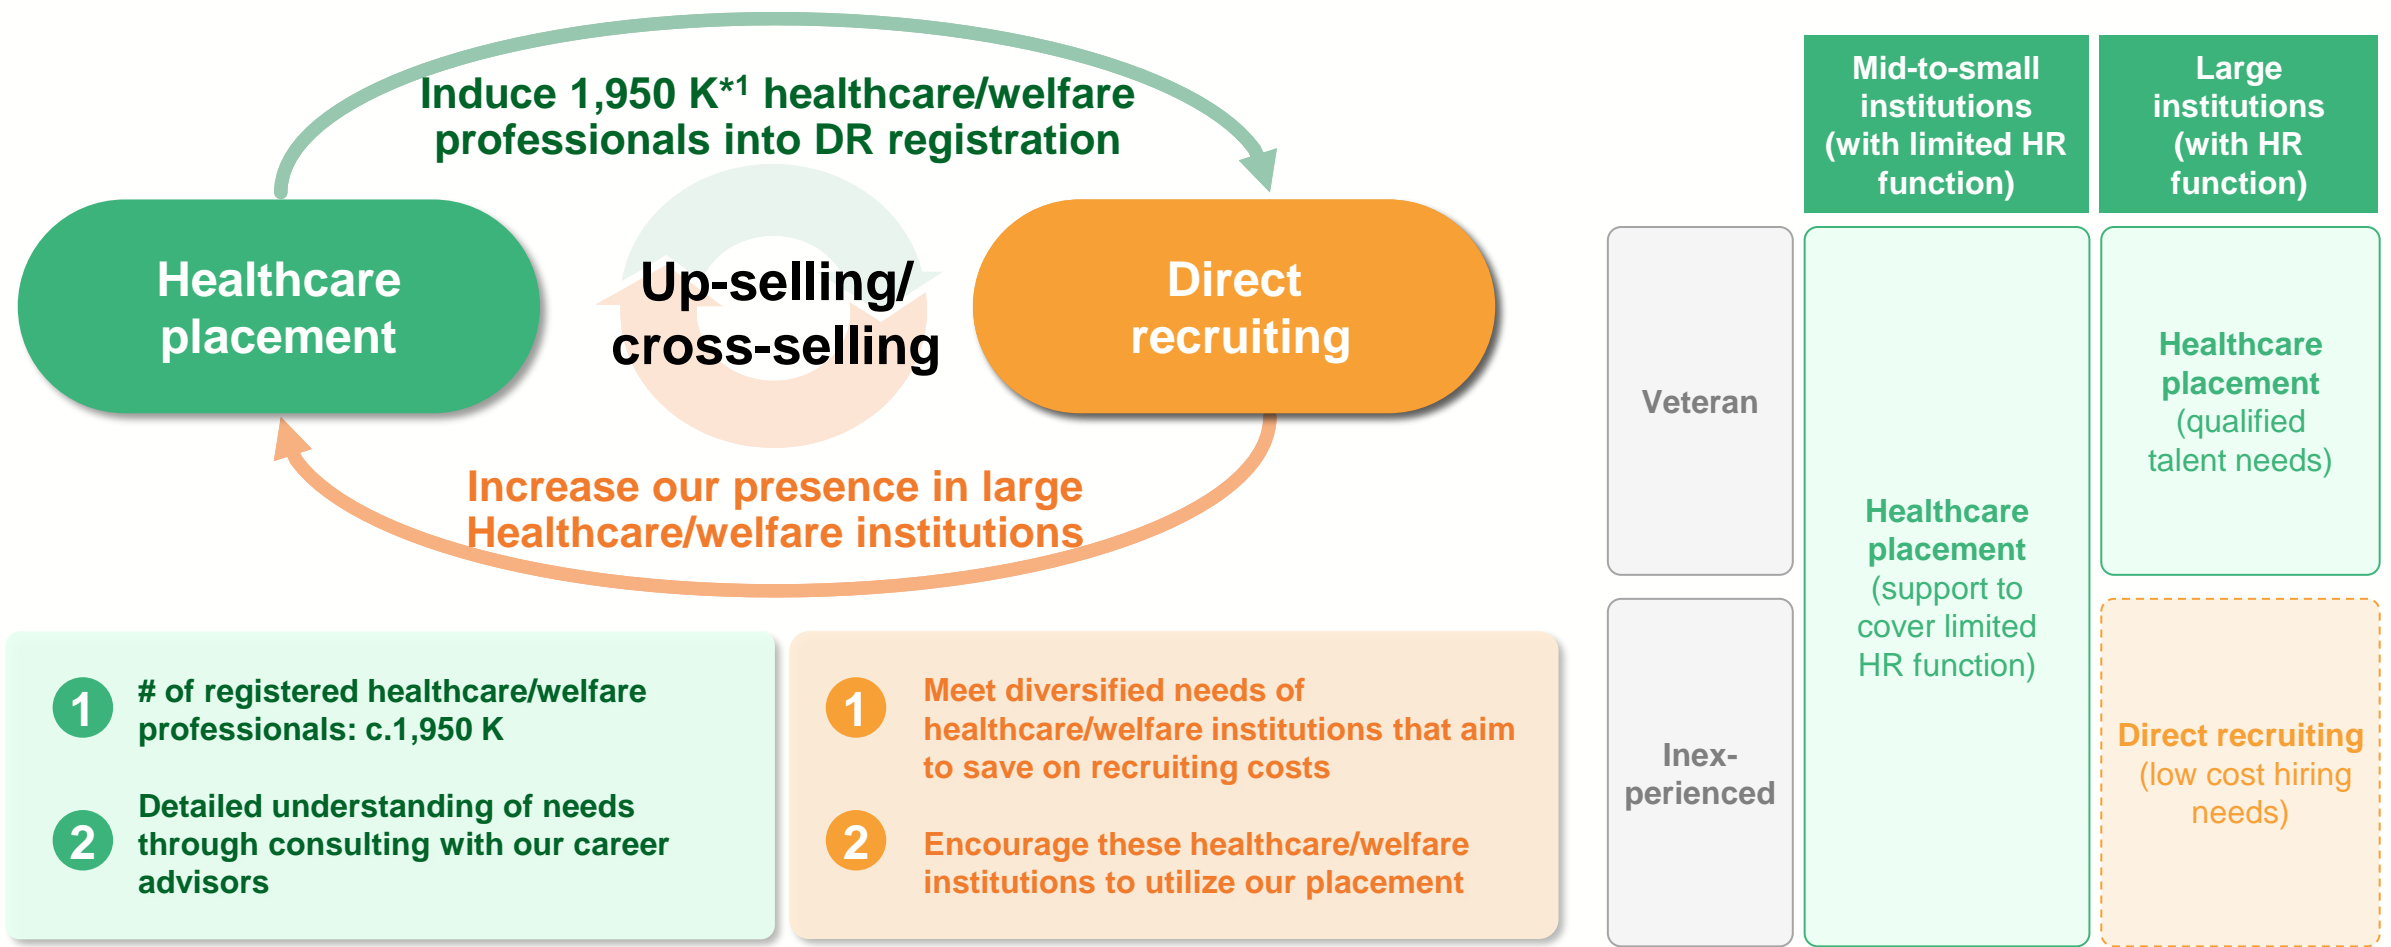 Induce 1,950 K*1 healthcare/welfare
professionals into DR registration
Healthcare
placement
Up-selling/
cross-selling
Direct
recruiting
Increase our presence in large
Healthcare/welfare institutions
1
# of registered healthcare/welfare
professionals: c.1,950 K
2
Detailed understanding of needs
through consulting with our career
advisors
1
Meet diversified needs of
healthcare/welfare institutions that aim
to save on recruiting costs
2
Encourage these healthcare/welfare
institutions to utilize our placement
Mid-to-small
institutions
(with limited HR
function)
Large
institutions
(with HR
function)
Veteran
Inex-
perienced
Healthcare
placement
(support to
cover limited
HR function)
Healthcare
placement
(qualified
talent needs)
Direct recruiting
(low cost hiring
needs)